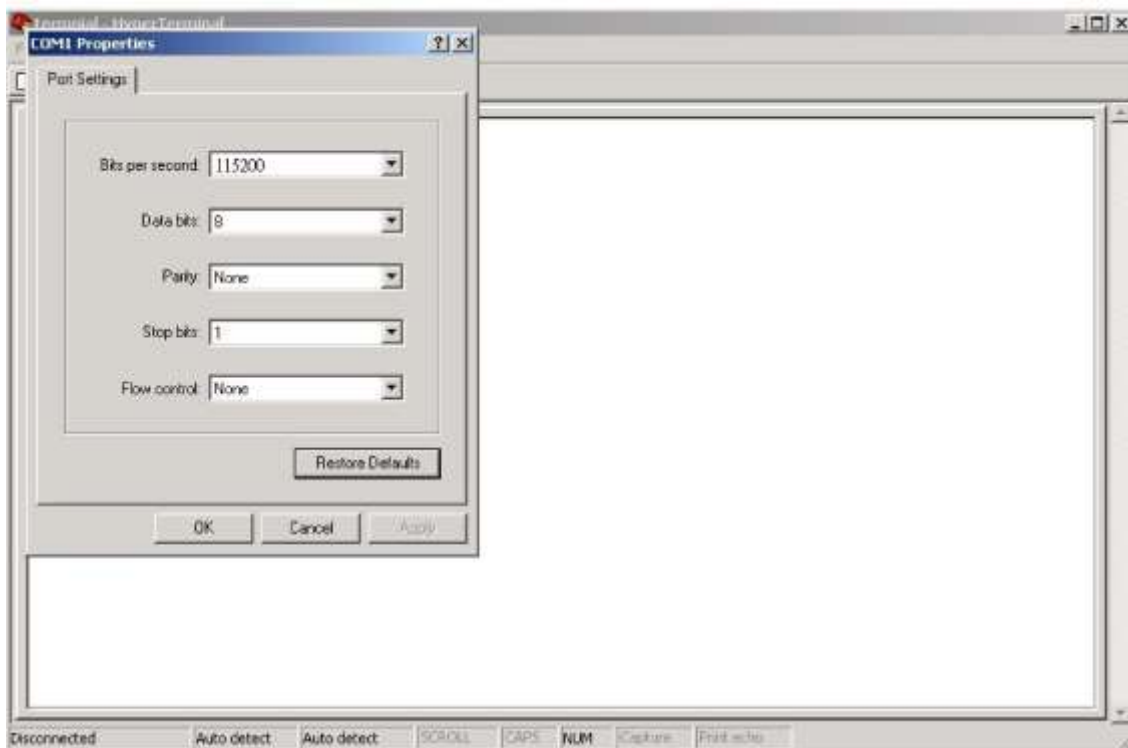 HyperTerminal
COM1 Properties
Port Settings
Bits per second: 115200
Data bits: 8
Parity: None
Stop bits: 1
Flow control: None
Restore Defaults
OK Cancel Apply
Disconnected Auto detect Auto detect SCROLL CAPS NUM Capture Print echo